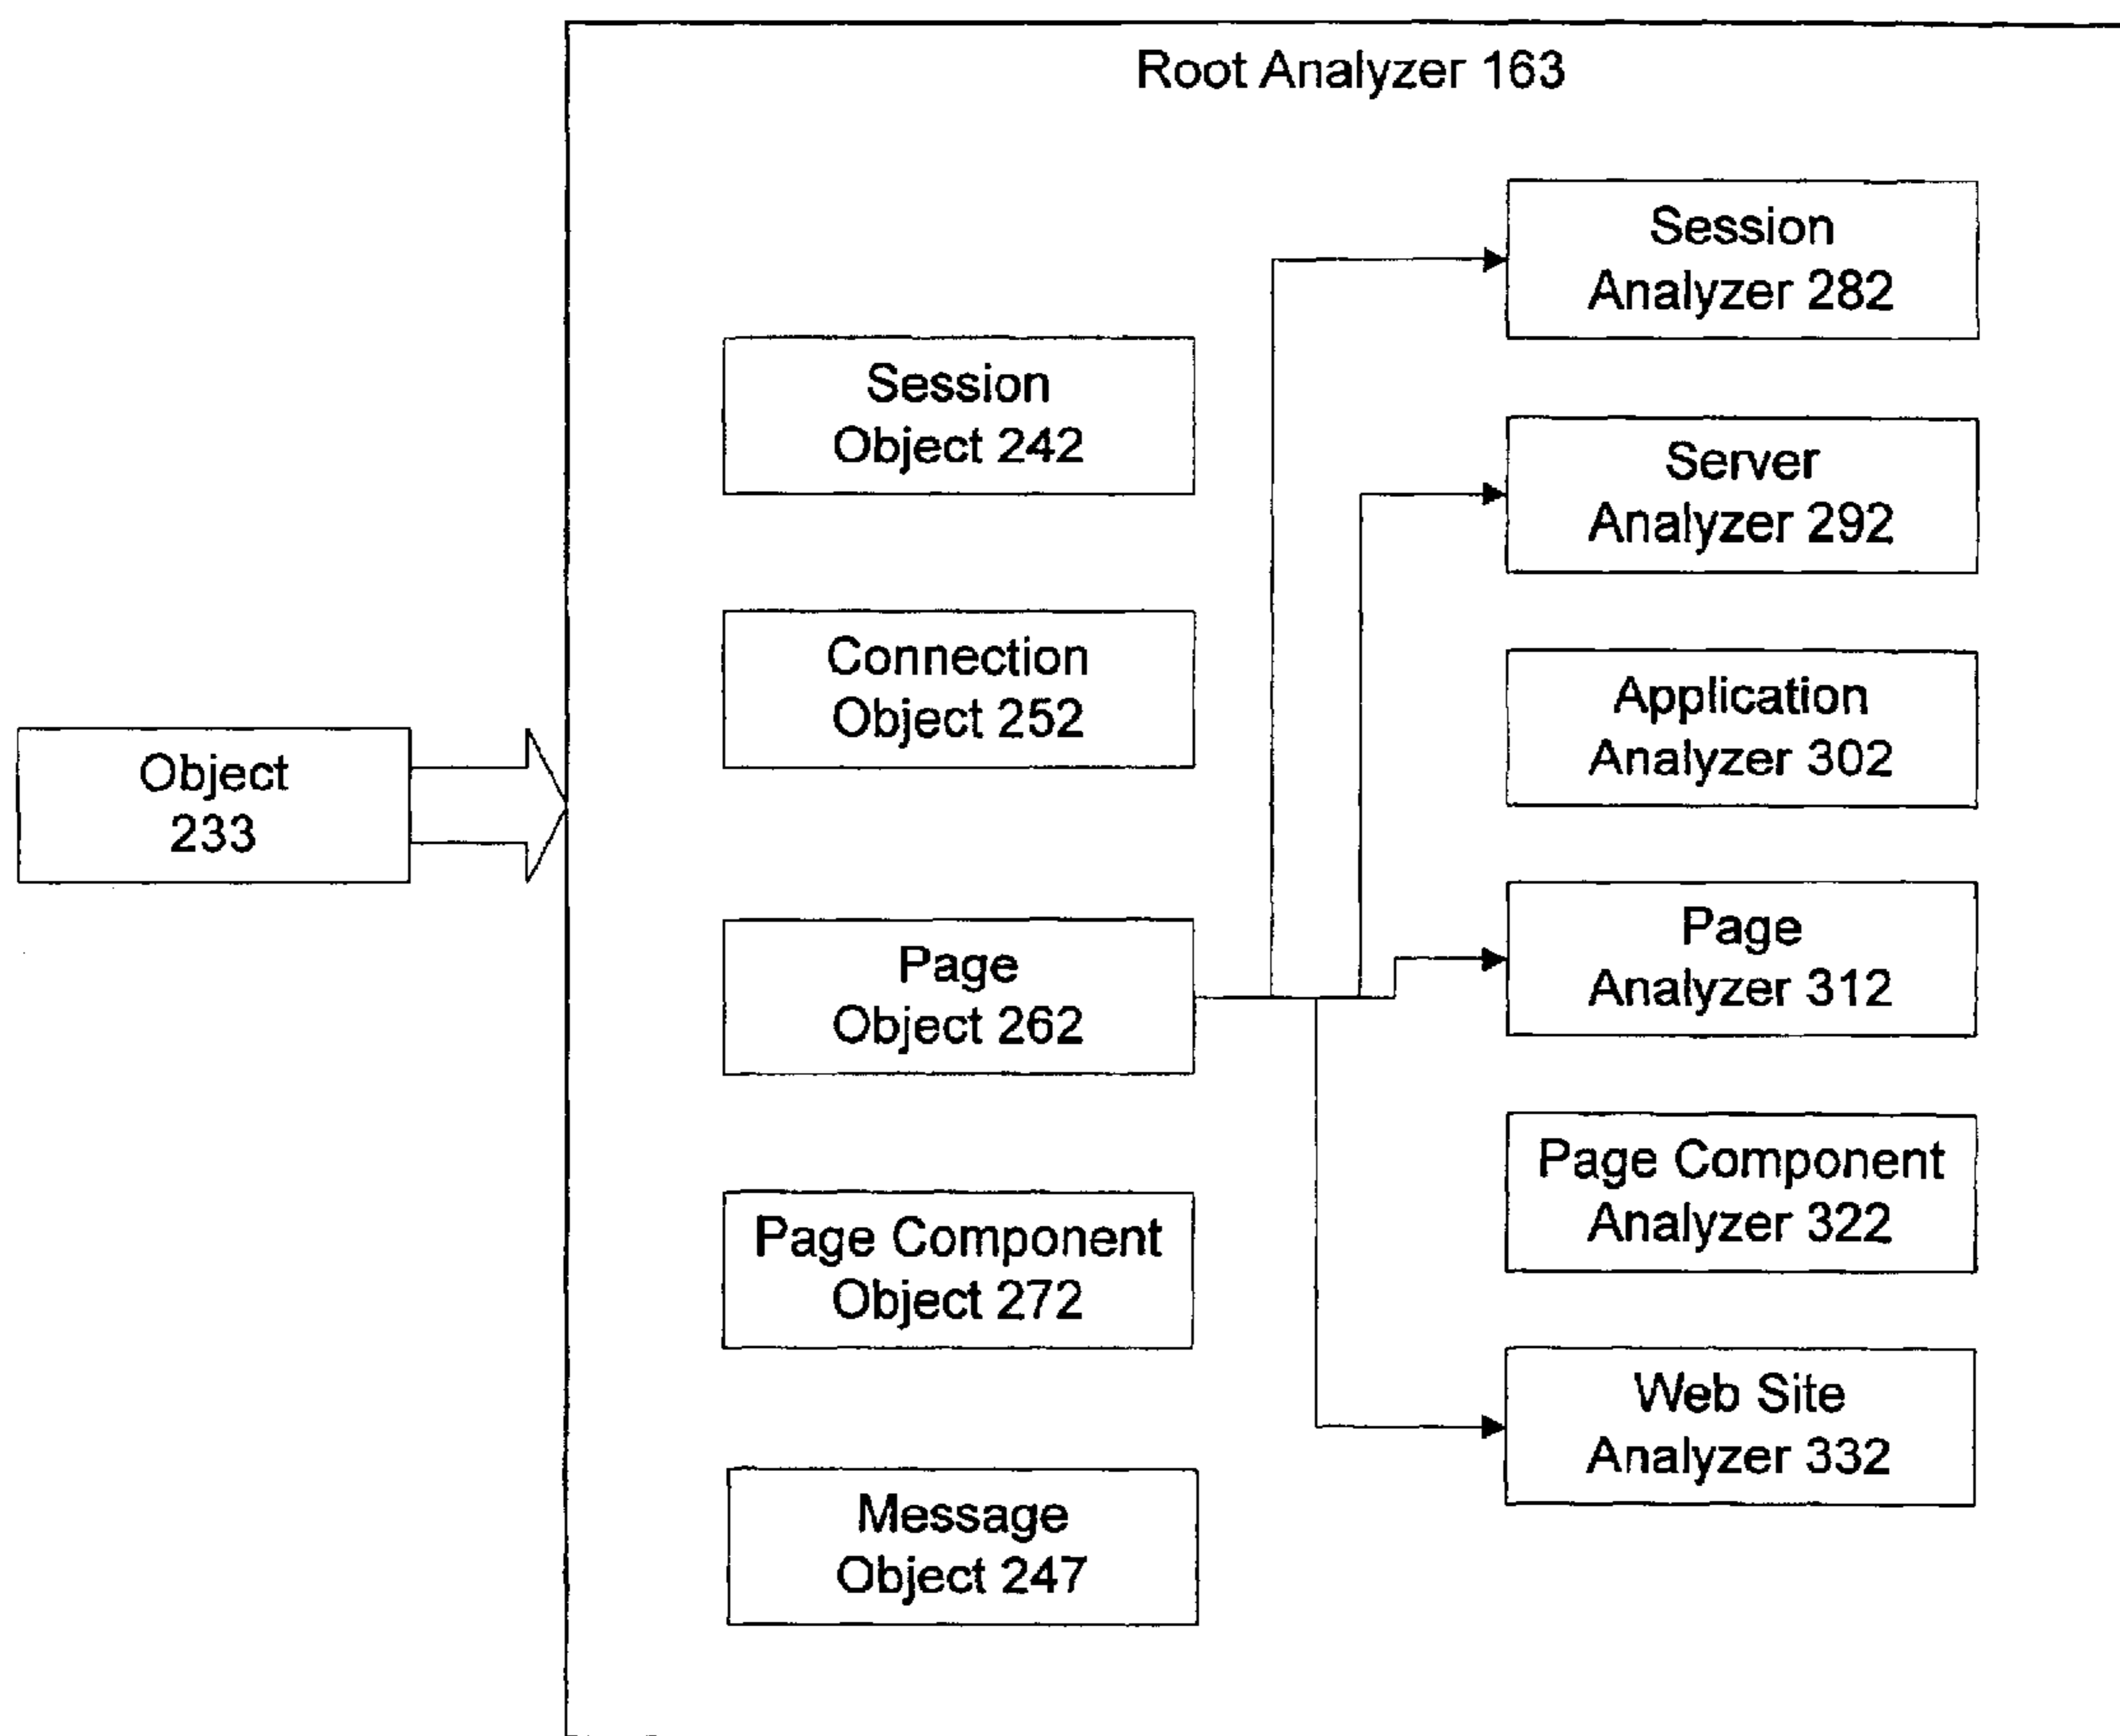 Root Analyzer 163
Object
233
Session
Object 242
Connection
Object 252
Page
Object 262
Page Component
Object 272
Message
Object 247
Session
Analyzer 282
Server
Analyzer 292
Application
Analyzer 302
Page
Analyzer 312
Page Component
Analyzer 322
Web Site
Analyzer 332